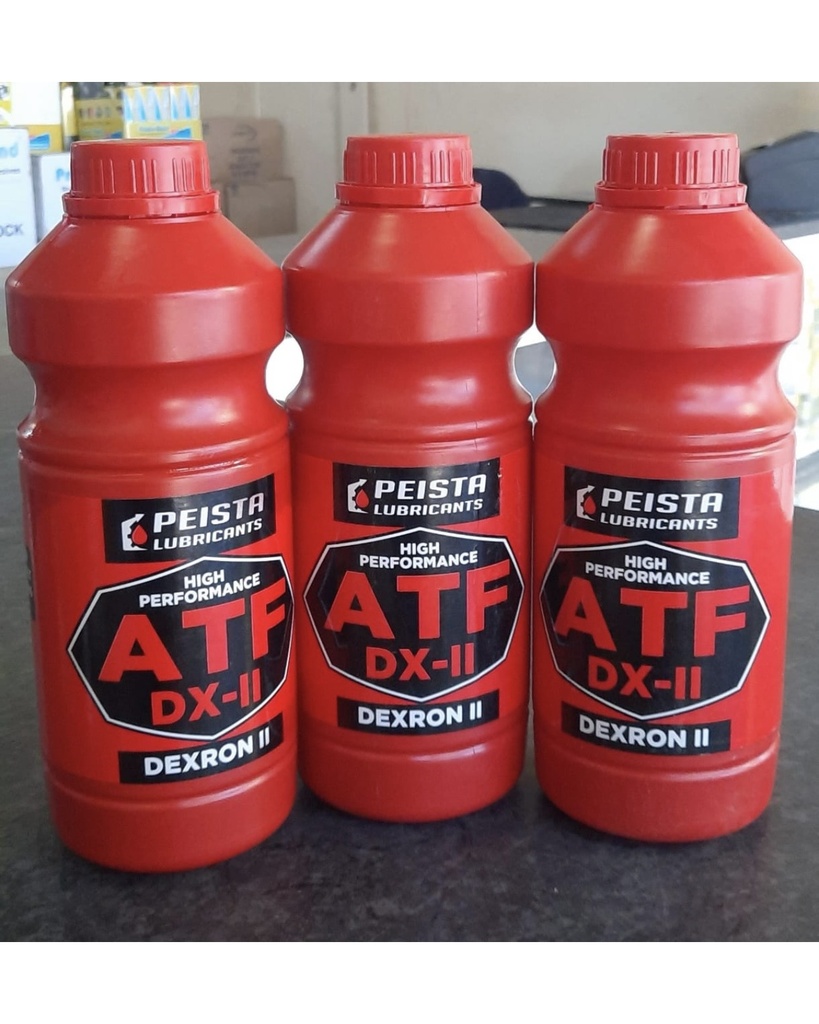 PEISTA
LUBRICANTS
HIGH
PERFORMANCE
ATF
DX-II
DEXRON II
PEISTA
LUBRICANTS
HIGH
PERFORMANCE
ATF
DX-II
DEXRON II
PEISTA
LUBRICANTS
HIGH
PERFORMANCE
ATF
DX-II
DEXRON II